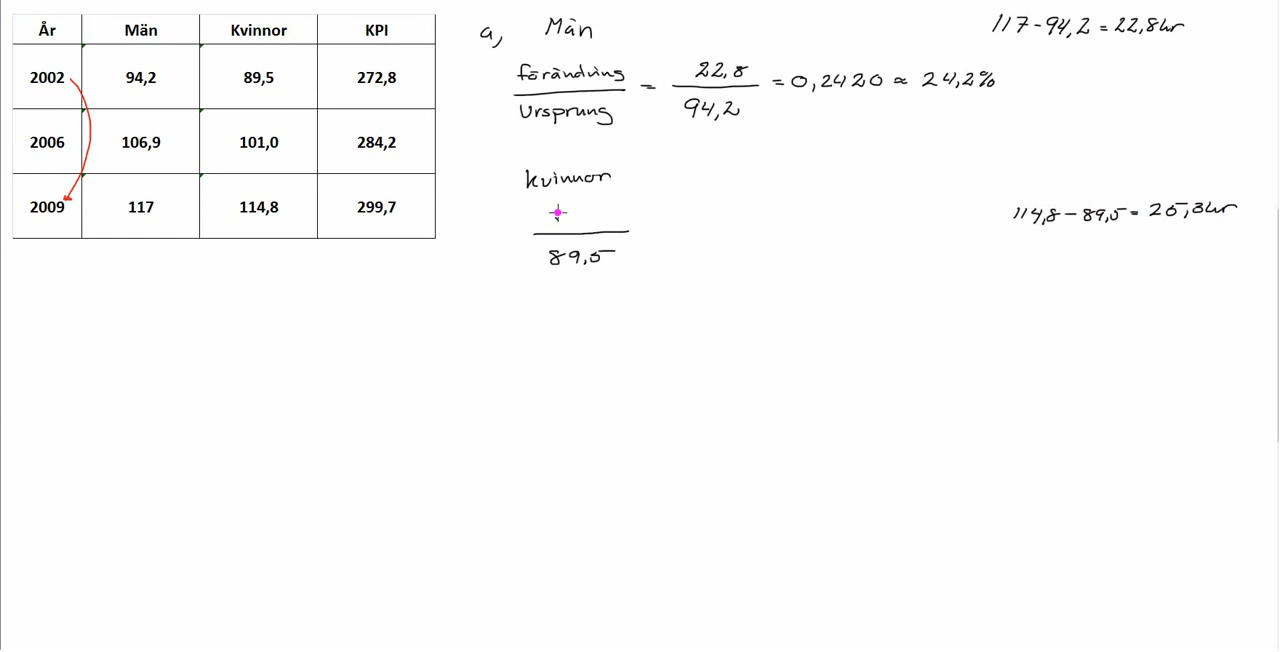 År Män Kvinnor KPI
2002 94,2 89,5 272,8
2006 106,9 101,0 284,2
2009 117 114,8 299,7
a, Män
117-94,2 = 22,8kr
förändring / Ursprung = 22,8 / 94,2 = 0,2420 ≈ 24,2%
kvinnor
114,8-89,5 = 25,3kr
89,5